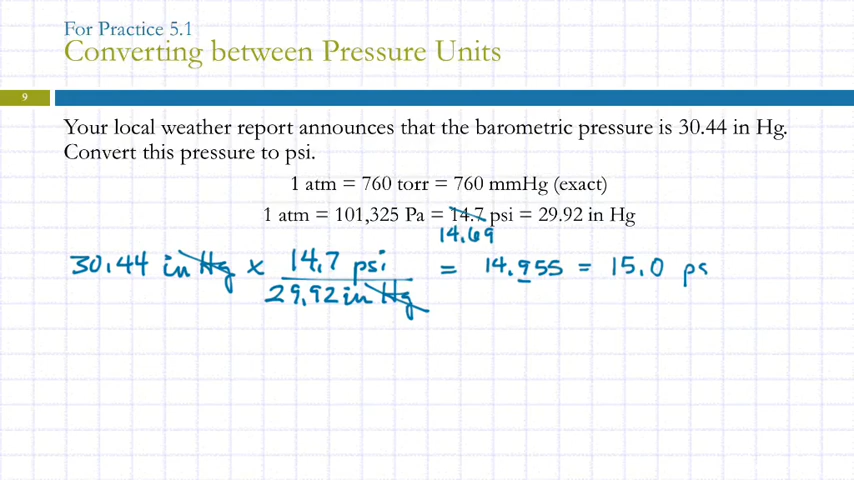 For Practice 5.1
Converting between Pressure Units
9
Your local weather report announces that the barometric pressure is 30.44 in Hg.
Convert this pressure to psi.
1 atm = 760 torr = 760 mmHg (exact)
1 atm = 101,325 Pa = 14.7 psi = 29.92 in Hg
14.69
30.44 in Hg x 14.7 psi / 29.92 in Hg = 14.955 = 15.0 ps